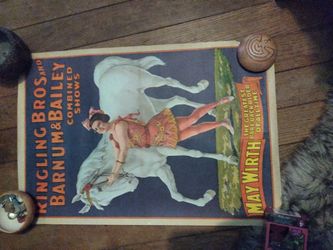 RINGLING BROS AND
BARNUM & BAILEY
COMBINED
SHOWS
MAY WIRTH
THE GREATEST
BAREBACK RIDER
OF ALL TIME